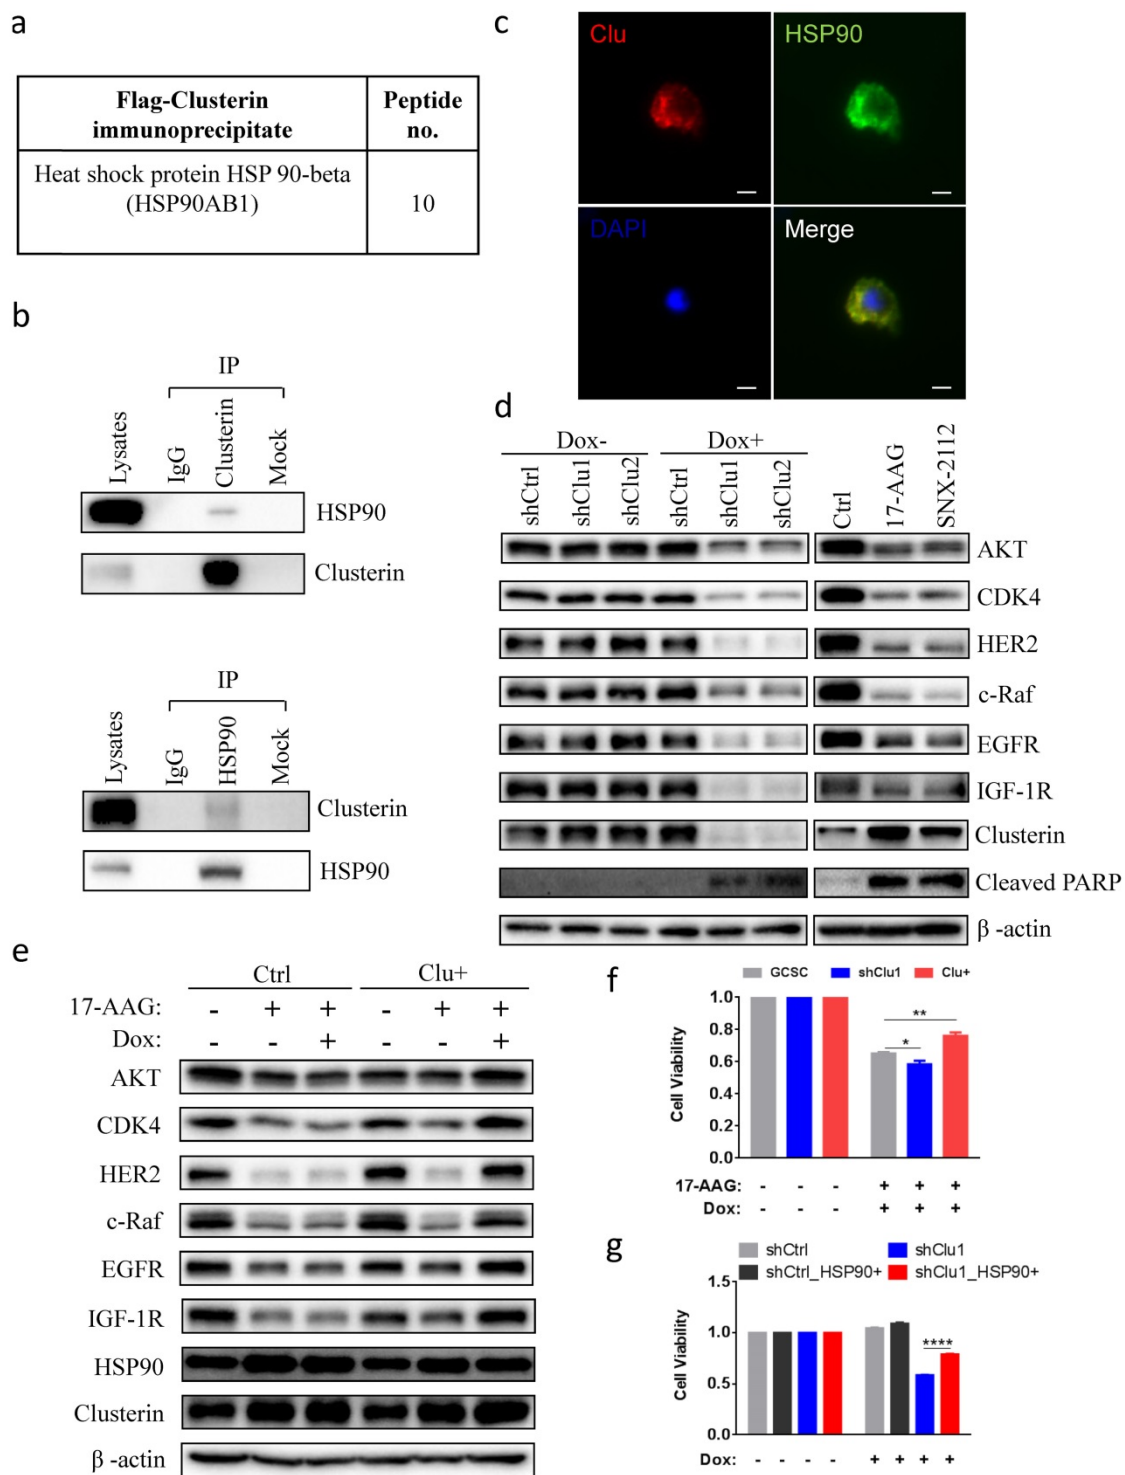 a
Flag-Clusterin
immunoprecipitate
Peptide
no.
Heat shock protein HSP 90-beta
(HSP90AB1)
10
b
IP
Lysates
IgG
Clusterin
Mock
HSP90
Clusterin
IP
Lysates
IgG
HSP90
Mock
Clusterin
HSP90
c
Clu
HSP90
DAPI
Merge
d
Dox- Dox+
shCtrl shClu1 shClu2 shCtrl shClu1 shClu2 Ctrl 17-AAG SNX-2112
AKT
CDK4
HER2
c-Raf
EGFR
IGF-1R
Clusterin
Cleaved PARP
β -actin
e
Ctrl Clu+
17-AAG: - + + - + +
Dox: - - + - - +
AKT
CDK4
HER2
c-Raf
EGFR
IGF-1R
HSP90
Clusterin
β -actin
f
GCSC shClu1 Clu+
Cell Viability
1.0
0.8
0.6
0.4
0.2
0.0
**
*
17-AAG: - - - + + +
Dox: - - - + + +
g
shCtrl shClu1
shCtrl_HSP90+ shClu1_HSP90+
Cell Viability
1.5
1.0
0.5
0.0
****
Dox: - - - - + + + +